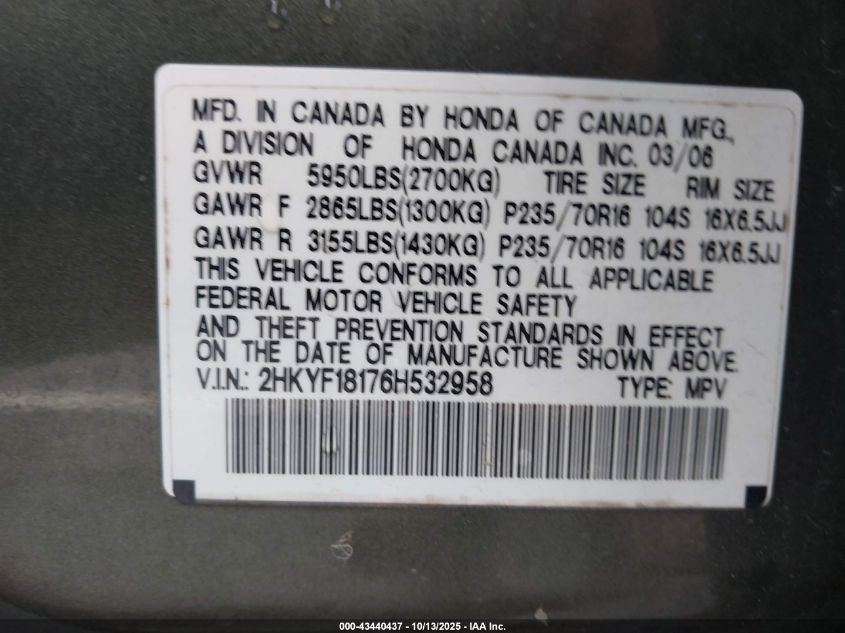 MFD. IN CANADA BY HONDA OF CANADA MFG.,
A DIVISION OF HONDA CANADA INC. 03/06
GVWR 5950LBS(2700KG) TIRE SIZE RIM SIZE
GAWR F 2865LBS(1300KG) P235/70R16 104S 16X6.5JJ
GAWR R 3155LBS(1430KG) P235/70R16 104S 16X6.5JJ
THIS VEHICLE CONFORMS TO ALL APPLICABLE
FEDERAL MOTOR VEHICLE SAFETY
AND THEFT PREVENTION STANDARDS IN EFFECT
ON THE DATE OF MANUFACTURE SHOWN ABOVE.
V.I.N.: 2HKYF18176H532958 TYPE: MPV
000-43440437 - 10/13/2025 - IAA Inc.